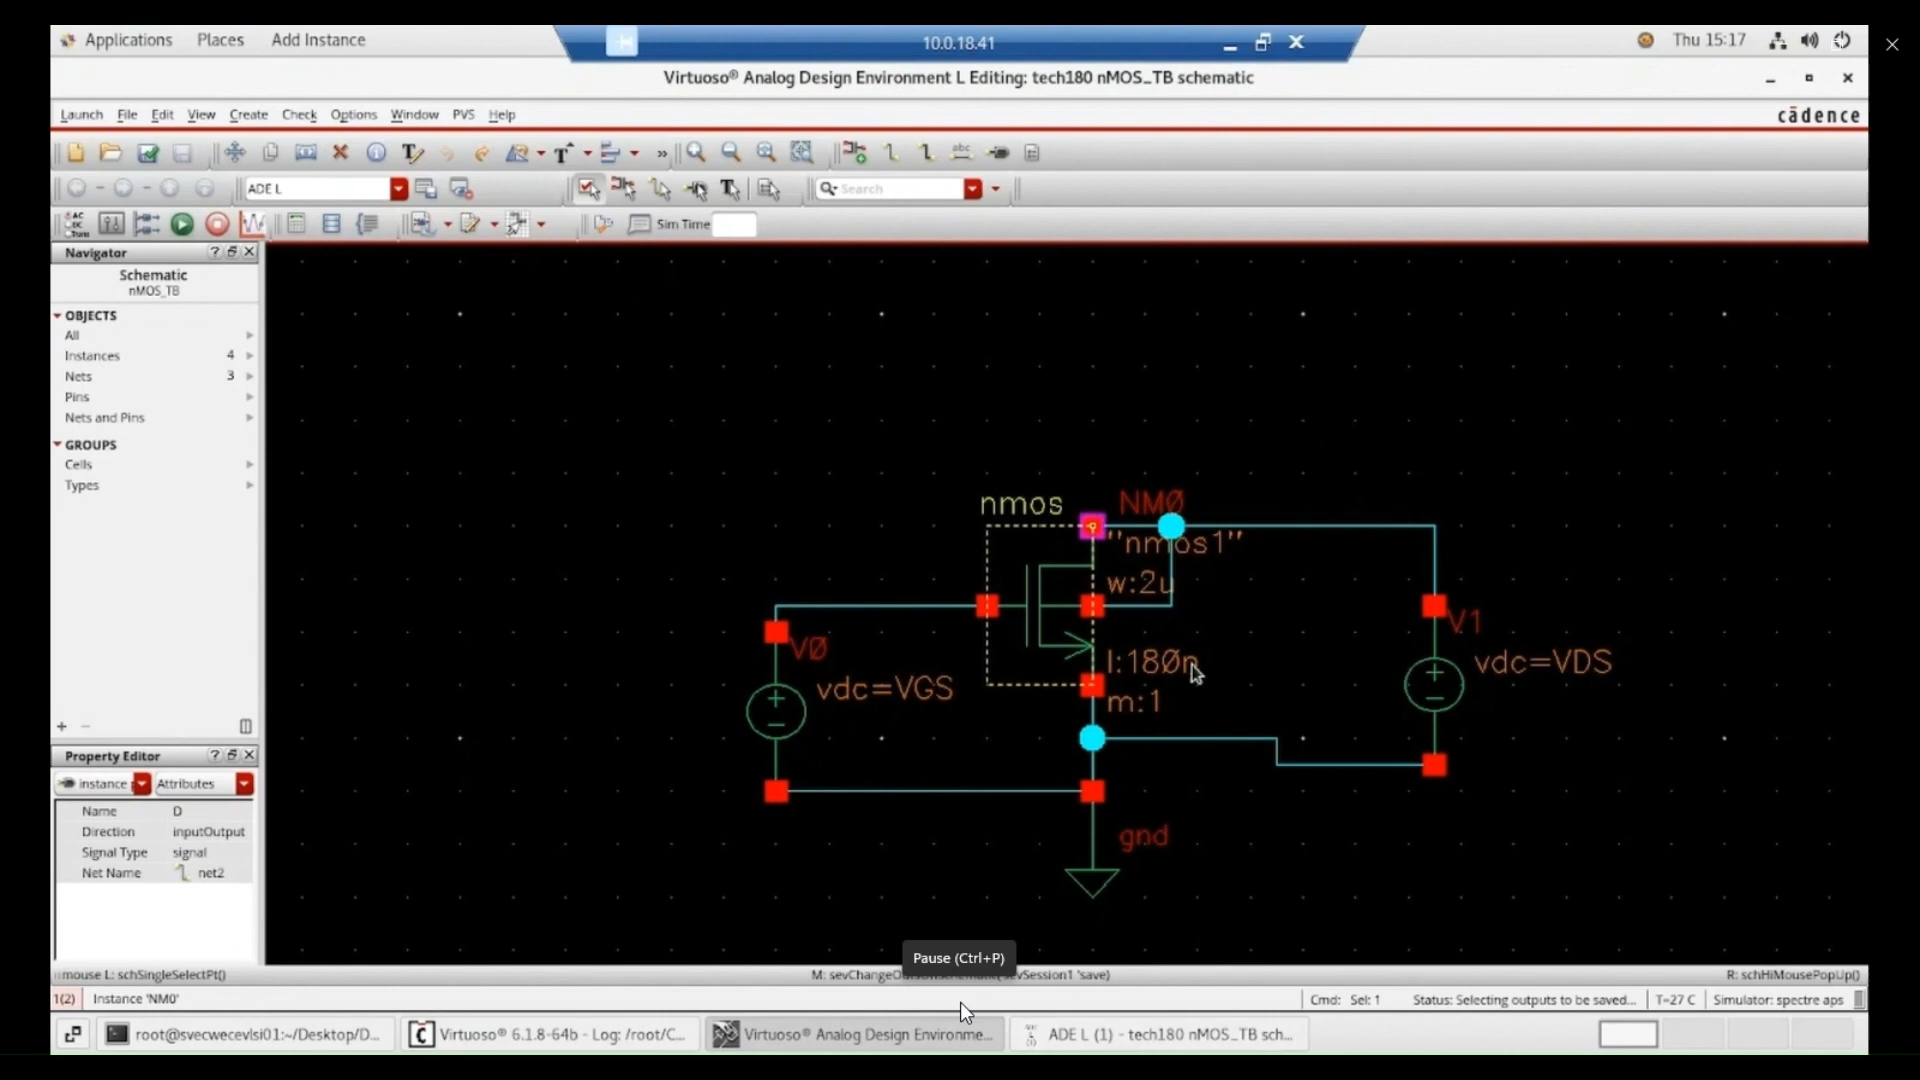 Applications Places Add Instance
10.0.18.41
Thu 15:17
Virtuoso® Analog Design Environment L Editing: tech180 nMOS_TB schematic
Launch File Edit View Create Check Options Window PVS Help
cādence
ADE L
Search
Sim Time
Navigator
Schematic
nMOS_TB
OBJECTS
All
Instances 4
Nets 3
Pins
Nets and Pins
GROUPS
Cells
Types
nmos
NMØ
"nmos1"
w:2u
l:180n
m:1
VØ
vdc=VGS
V1
vdc=VDS
gnd
Property Editor
instance
Attributes
Name D
Direction inputOutput
Signal Type signal
Net Name net2
Pause (Ctrl+P)
mouse L: schSingleSelectPt()
R: schHiMousePopUp()
1(2) Instance 'NM0'
Cmd: Sel: 1 Status: Selecting outputs to be saved... T=27 C Simulator: spectre aps
root@svecwecevlsi01:~/Desktop/D...
Virtuoso® 6.1.8-64b - Log: /root/C...
Virtuoso® Analog Design Environme...
ADE L (1) - tech180 nMOS_TB sch...